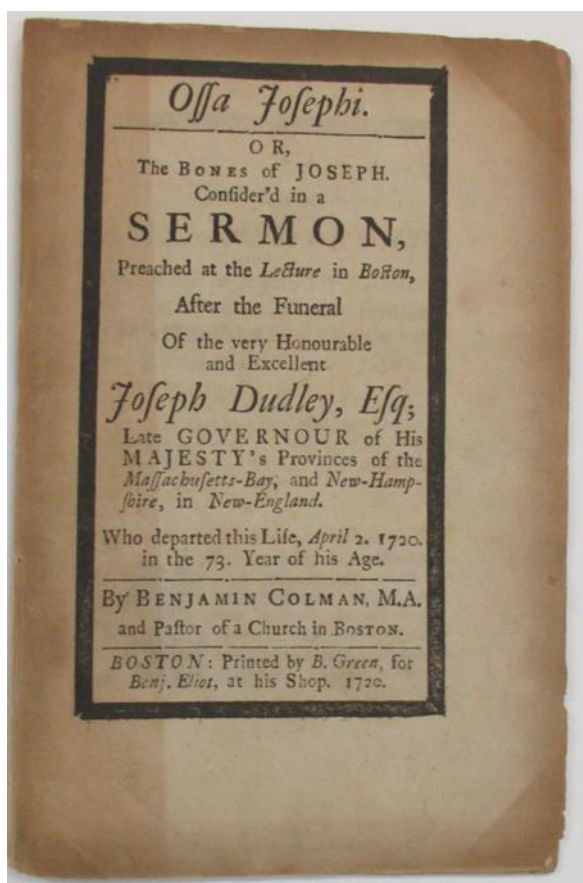 Oſſa Joſephi.
OR,
The BONES of JOSEPH.
Conſider'd in a
SERMON,
Preached at the Lecture in Boſton,
After the Funeral
Of the very Honourable
and Excellent
Joſeph Dudley, Eſq;
Late GOVERNOUR of His
MAJESTY's Provinces of the
Maſſachuſetts-Bay, and New-Hamp-
ſhire, in New-England.
Who departed this Life, April 2. 1720.
in the 73. Year of his Age.
By BENJAMIN COLMAN, M.A.
and Paſtor of a Church in BOSTON.
BOSTON: Printed by B. Green, for
Benj. Eliot, at his Shop. 1720.